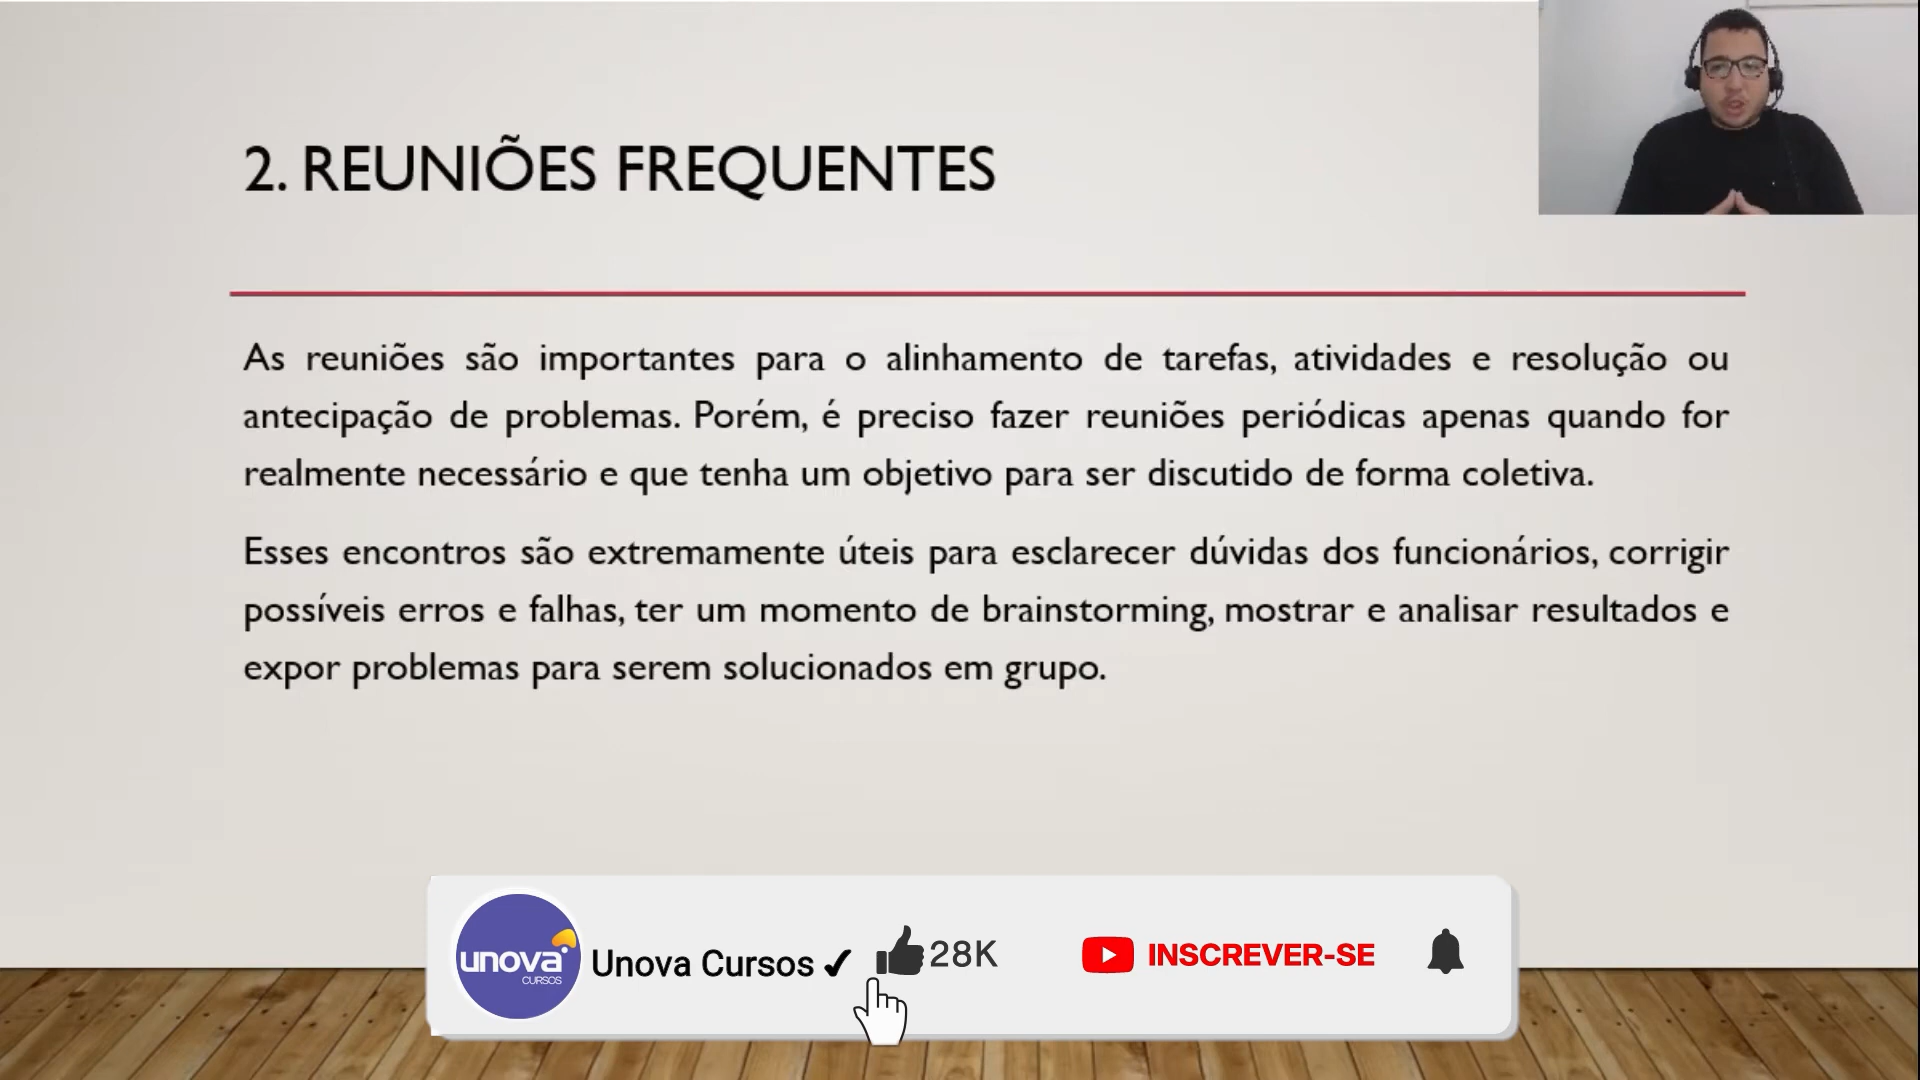 2. REUNIÕES FREQUENTES
As reuniões são importantes para o alinhamento de tarefas, atividades e resolução ou
antecipação de problemas. Porém, é preciso fazer reuniões periódicas apenas quando for
realmente necessário e que tenha um objetivo para ser discutido de forma coletiva.
Esses encontros são extremamente úteis para esclarecer dúvidas dos funcionários, corrigir
possíveis erros e falhas, ter um momento de brainstorming, mostrar e analisar resultados e
expor problemas para serem solucionados em grupo.
unova
CURSOS
Unova Cursos ✔ 28K INSCREVER-SE